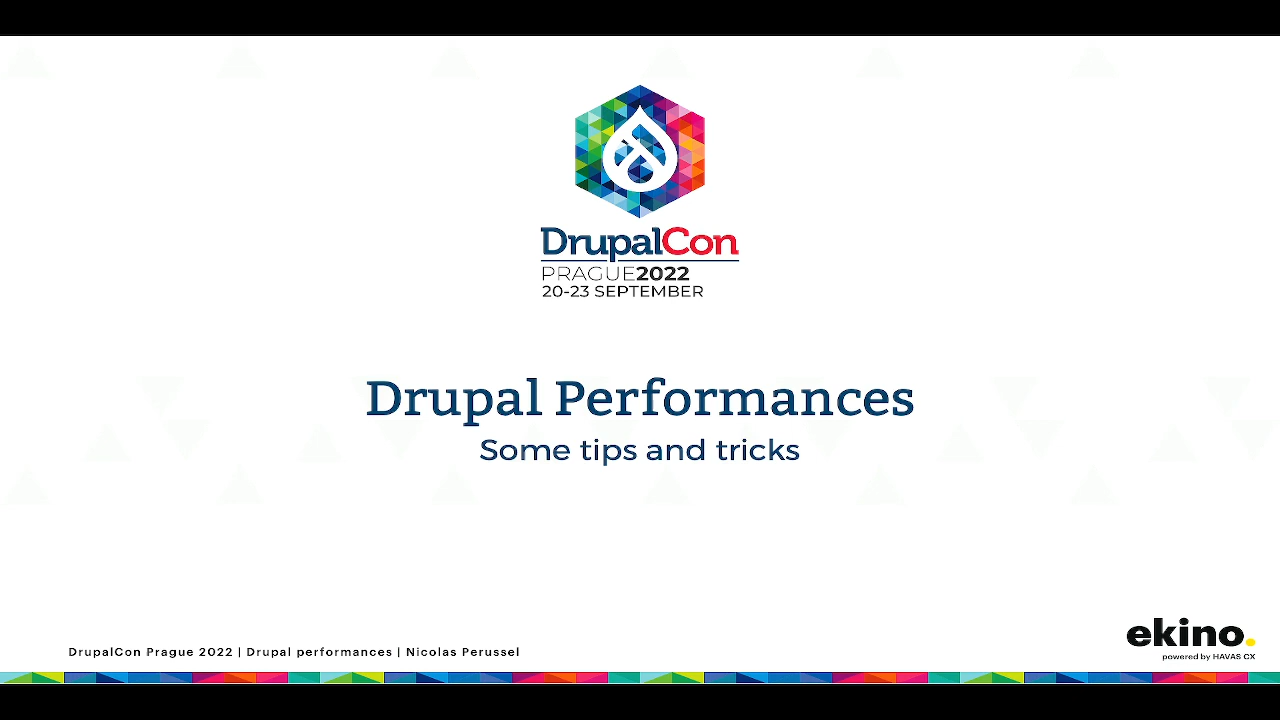 DrupalCon
PRAGUE2022
20-23 SEPTEMBER
Drupal Performances
Some tips and tricks
DrupalCon Prague 2022 | Drupal performances | Nicolas Perussel
ekino.
powered by HAVAS CX